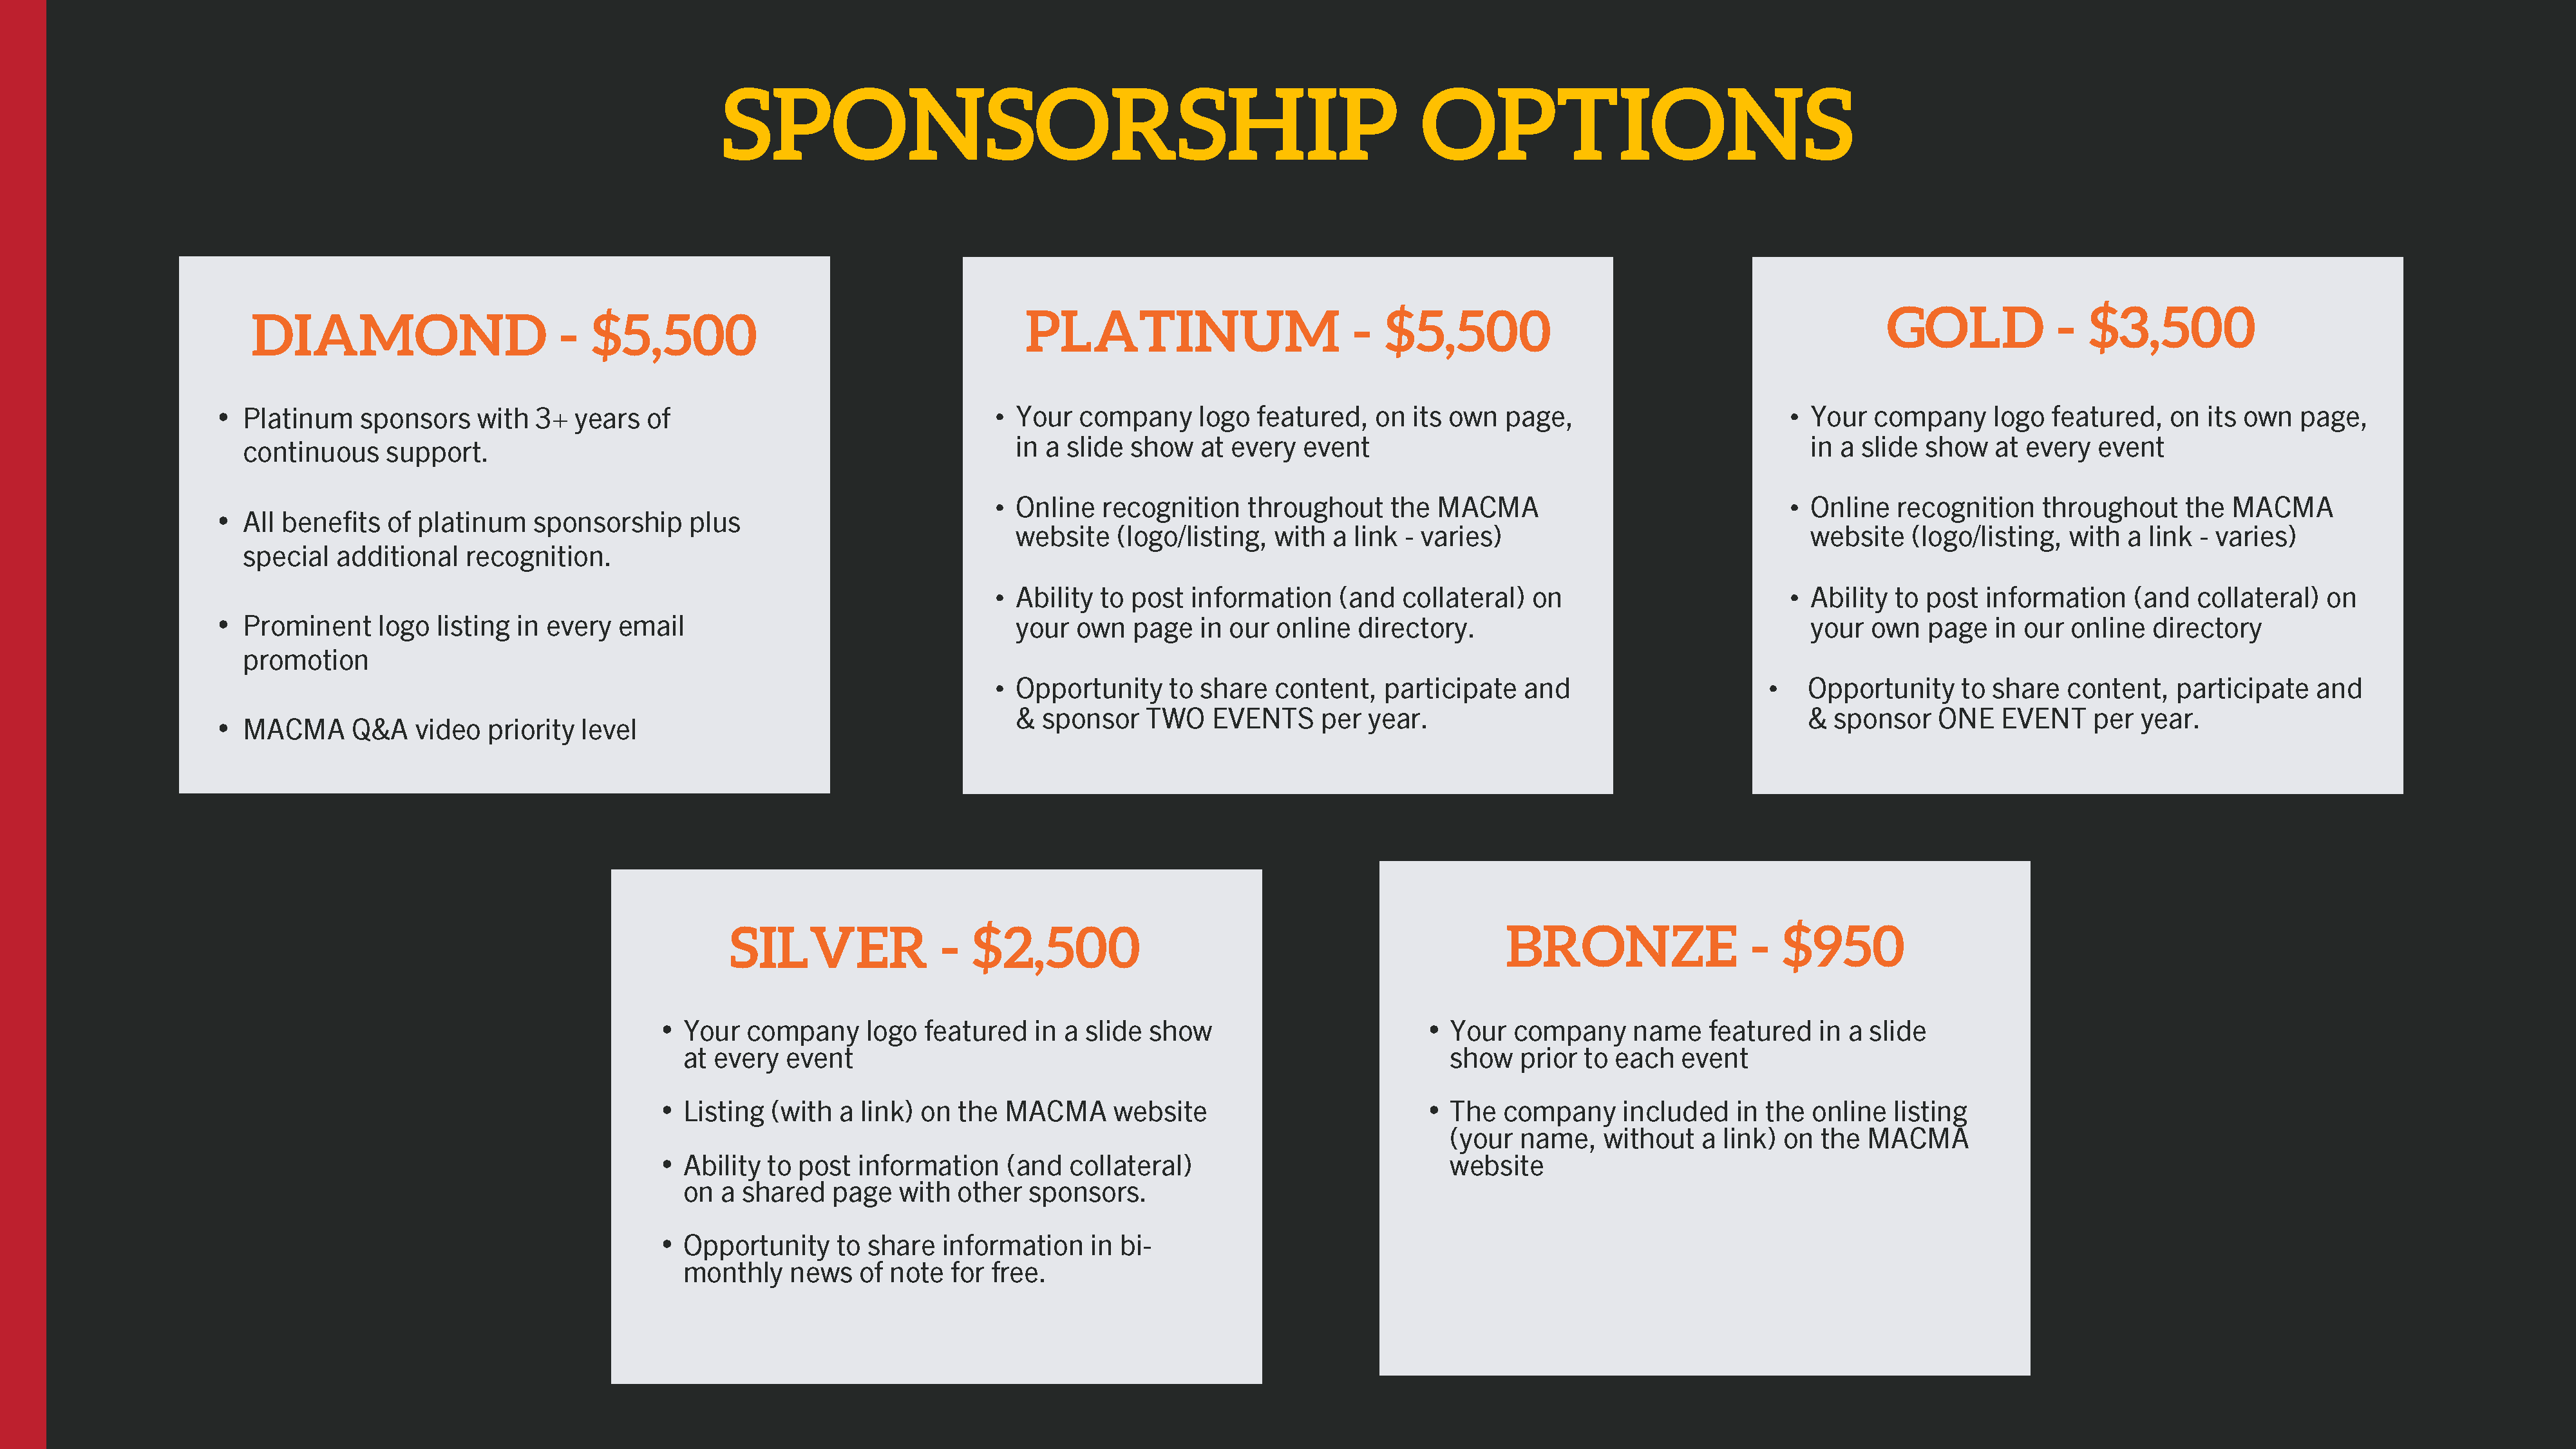 SPONSORSHIP OPTIONS
DIAMOND - $5,500
• Platinum sponsors with 3+ years of
continuous support.
• All benefits of platinum sponsorship plus
special additional recognition.
• Prominent logo listing in every email
promotion
• MACMA Q&A video priority level
PLATINUM - $5,500
• Your company logo featured, on its own page,
in a slide show at every event
• Online recognition throughout the MACMA
website (logo/listing, with a link - varies)
• Ability to post information (and collateral) on
your own page in our online directory.
• Opportunity to share content, participate and
& sponsor TWO EVENTS per year.
GOLD - $3,500
• Your company logo featured, on its own page,
in a slide show at every event
• Online recognition throughout the MACMA
website (logo/listing, with a link - varies)
• Ability to post information (and collateral) on
your own page in our online directory
• Opportunity to share content, participate and
& sponsor ONE EVENT per year.
SILVER - $2,500
• Your company logo featured in a slide show
at every event
• Listing (with a link) on the MACMA website
• Ability to post information (and collateral)
on a shared page with other sponsors.
• Opportunity to share information in bi-
monthly news of note for free.
BRONZE - $950
• Your company name featured in a slide
show prior to each event
• The company included in the online listing
(your name, without a link) on the MACMA
website